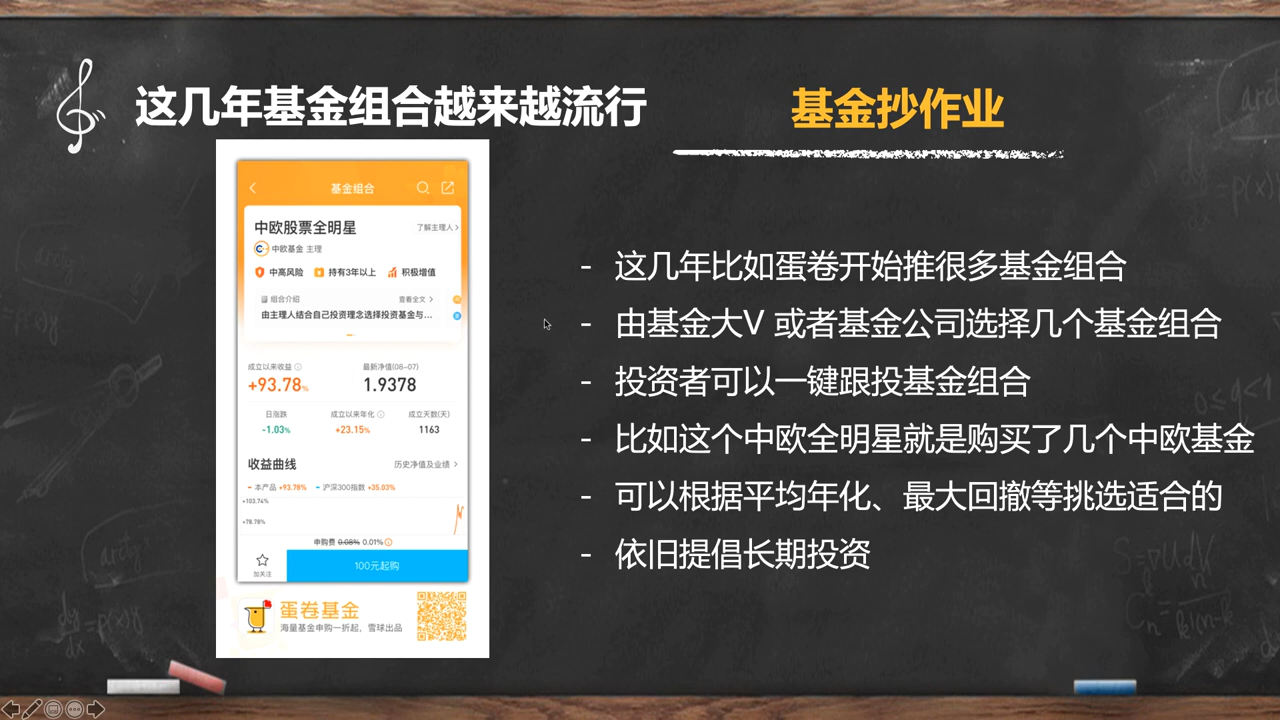 这几年基金组合越来越流行
基金抄作业
基金组合
中欧股票全明星
了解主理人
中欧基金 主理
中高风险
持有3年以上
积极增值
组合介绍
查看全文
由主理人结合自己投资理念选择投资基金与...
成立以来收益
最新净值(08-07)
+93.78%
1.9378
日涨跌
成立以来年化
成立天数(天)
-1.03%
+23.15%
1163
收益曲线
历史净值及业绩
本产品 +93.78%
沪深300指数 +35.03%
+103.74%
+78.78%
申购费 0.08% 0.01%
加关注
100元起购
蛋卷基金
海量基金申购一折起，雪球出品
- 这几年比如蛋卷开始推很多基金组合
- 由基金大V 或者基金公司选择几个基金组合
- 投资者可以一键跟投基金组合
- 比如这个中欧全明星就是购买了几个中欧基金
- 可以根据平均年化、最大回撤等挑选适合的
- 依旧提倡长期投资